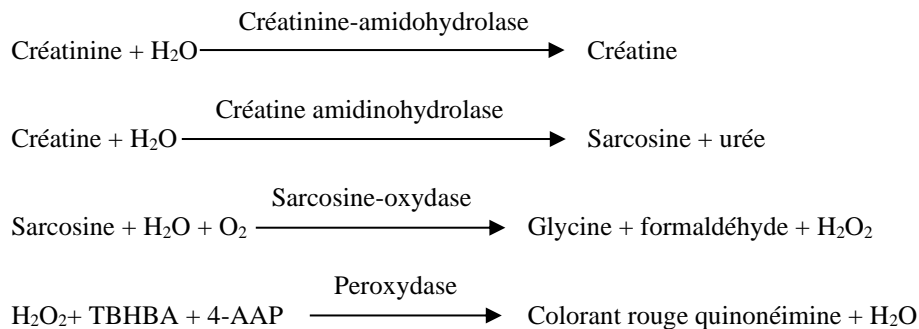 Créatinine-amidohydrolase
Créatinine + H₂O Créatine
Créatine amidinohydrolase
Créatine + H₂O Sarcosine + urée
Sarcosine-oxydase
Sarcosine + H₂O + O₂ Glycine + formaldéhyde + H₂O₂
Peroxydase
H₂O₂+ TBHBA + 4-AAP Colorant rouge quinonéimine + H₂O